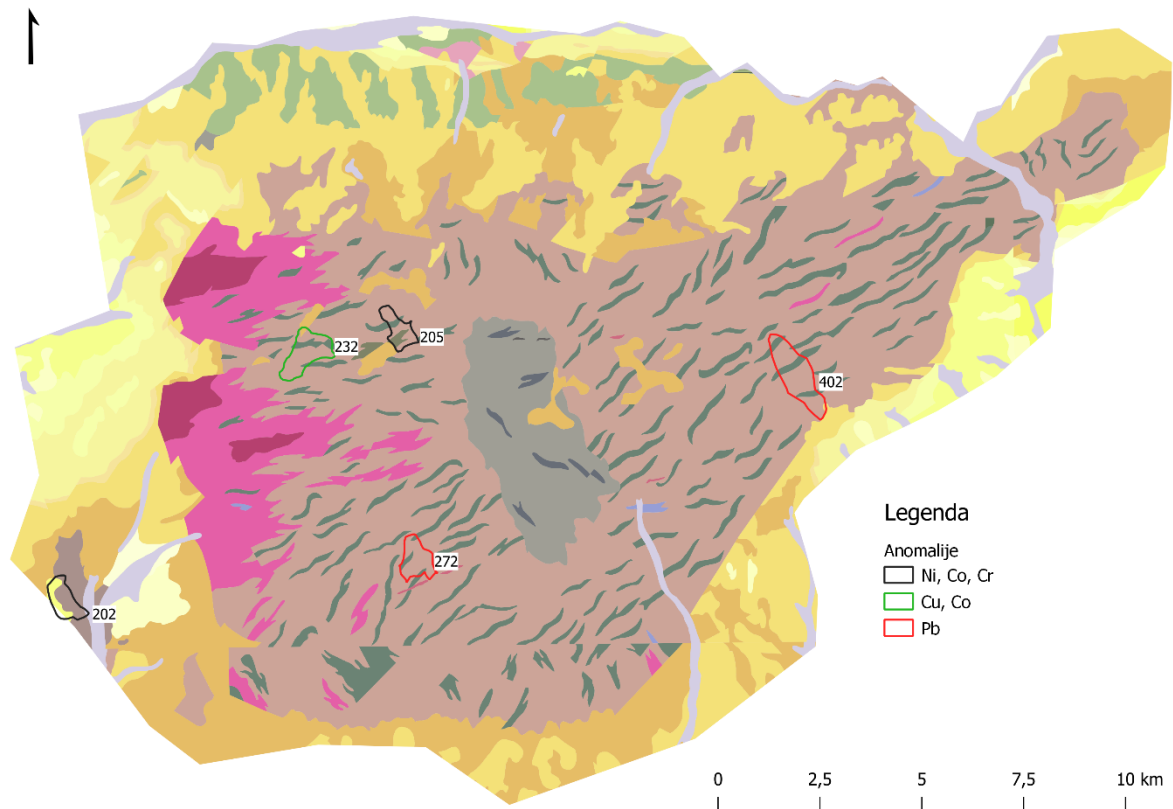 205
232
402
272
202
Legenda
Anomalije
Ni, Co, Cr
Cu, Co
Pb
0 2,5 5 7,5 10 km